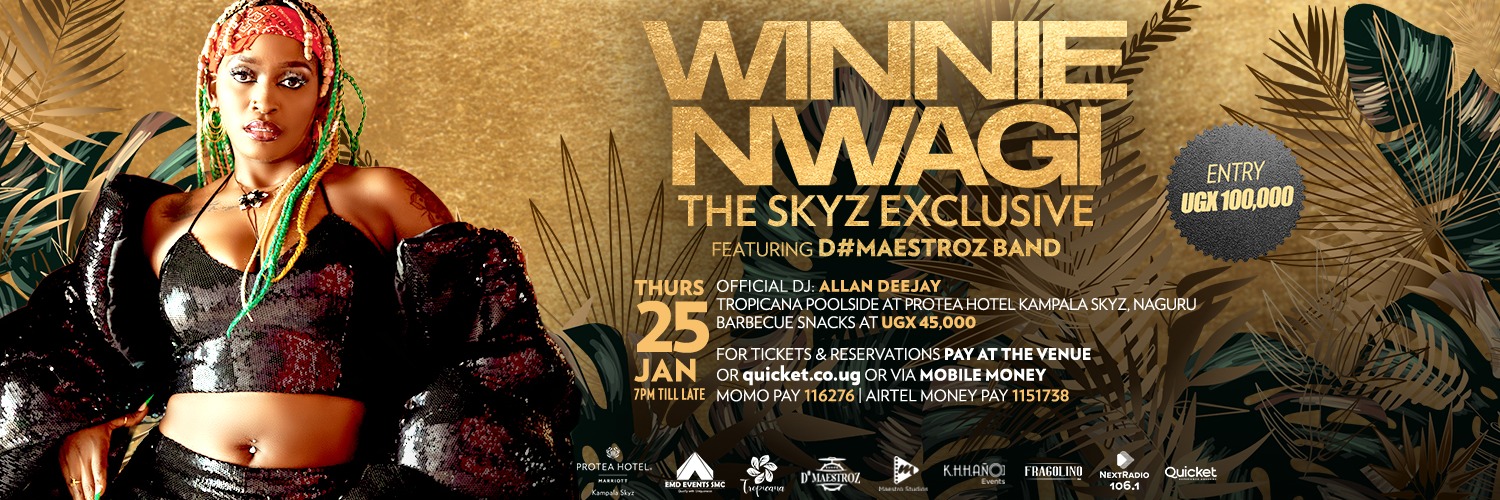 WINNIE
NWAGI
THE SKYZ EXCLUSIVE
FEATURING D#MAESTROZ BAND
ENTRY
UGX 100,000
THURS
25
JAN
7PM TILL LATE
OFFICIAL DJ: ALLAN DEEJAY
TROPICANA POOLSIDE AT PROTEA HOTEL KAMPALA SKYZ, NAGURU
BARBECUE SNACKS AT UGX 45,000
FOR TICKETS & RESERVATIONS PAY AT THE VENUE
OR quicket.co.ug OR VIA MOBILE MONEY
MOMO PAY 116276 | AIRTEL MONEY PAY 1151738
PROTEA HOTEL.
MARRIOTT
Kampala Skyz
EMD EVENTS SMC
Tropicana
D'MAESTROZ
Maestro Studios
K.H.H.AÑO
Events
FRAGOLINO
NEXTRADIO
106.1
Quicket